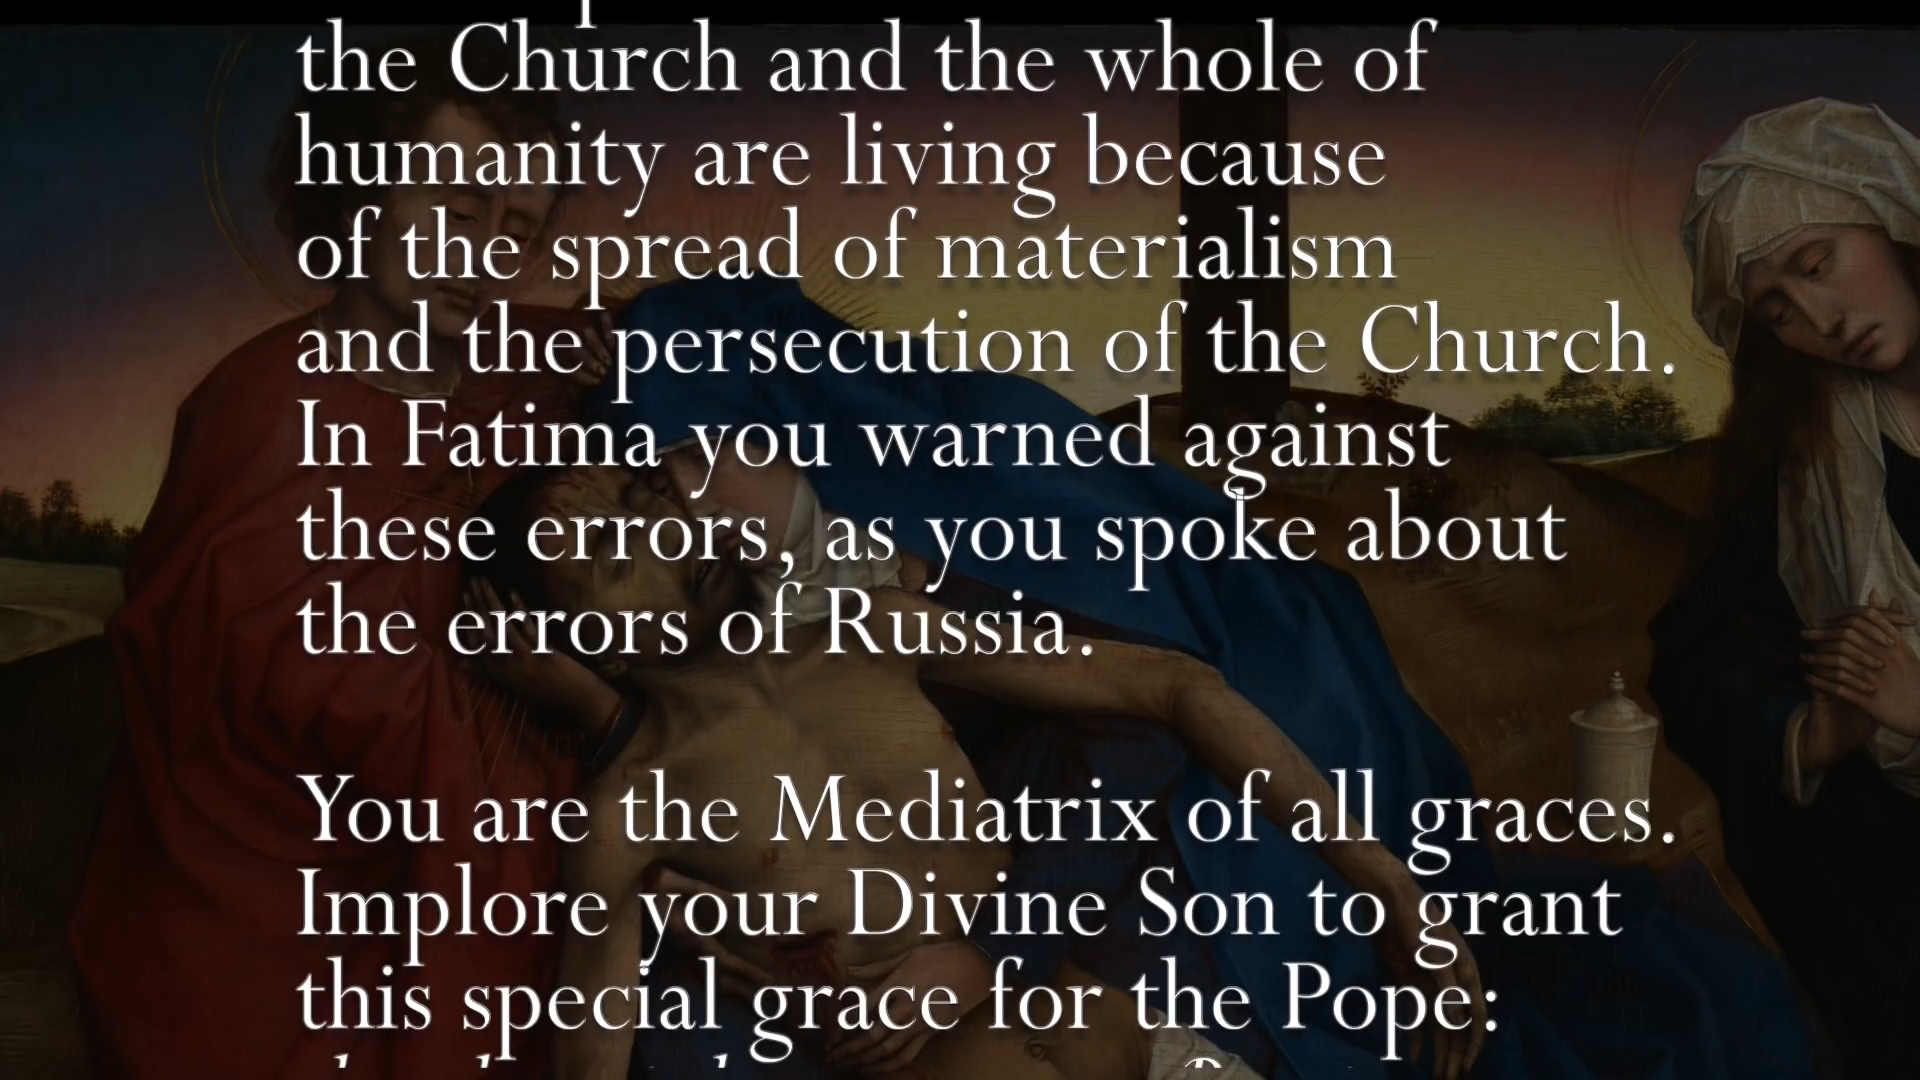 the Church and the whole of
humanity are living because
of the spread of materialism
and the persecution of the Church.
In Fatima you warned against
these errors, as you spoke about
the errors of Russia.
You are the Mediatrix of all graces.
Implore your Divine Son to grant
this special grace for the Pope: